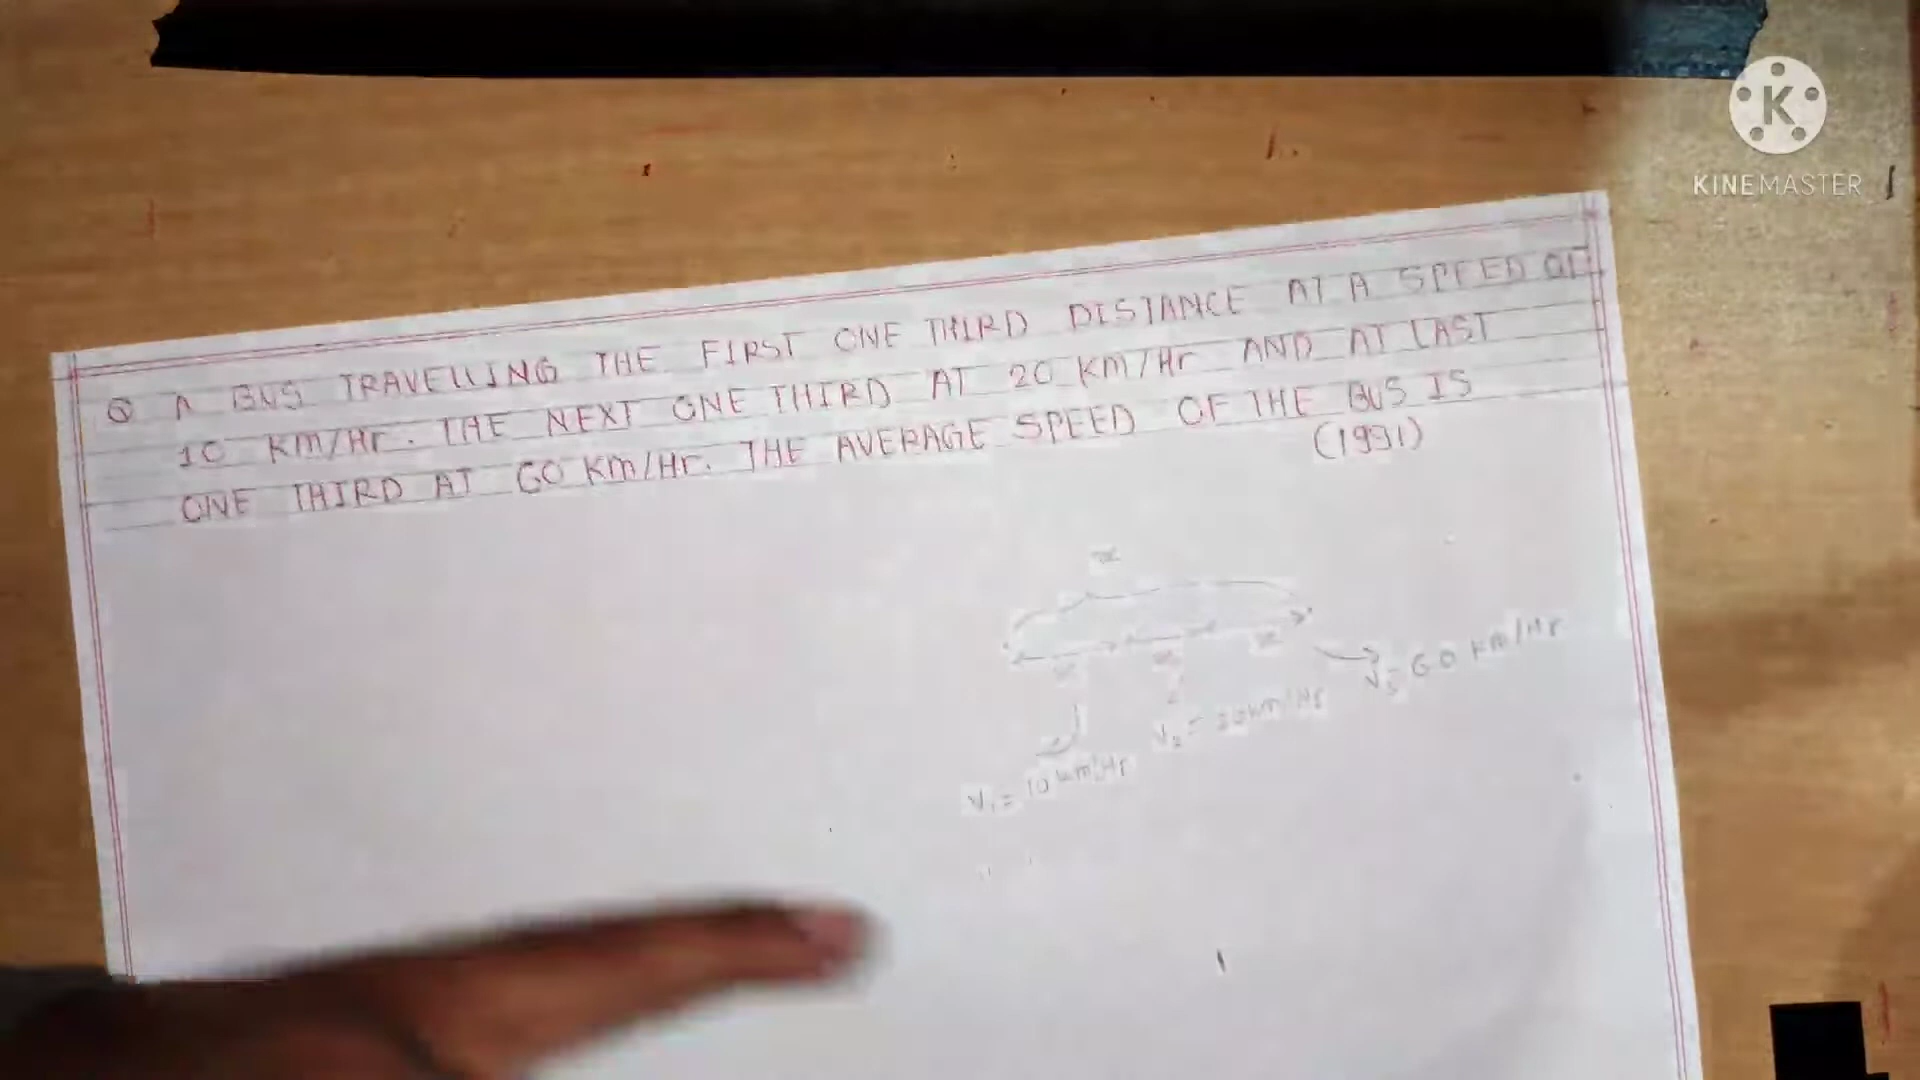 KINEMASTER
Q A BUS TRAVELLING THE FIRST ONE THIRD DISTANCE AT A SPEED OF
10 KM/Hr. THE NEXT ONE THIRD AT 20 KM/Hr AND AT LAST
ONE THIRD AT 60 KM/Hr. THE AVERAGE SPEED OF THE BUS IS
(1991)
x
x x x
V₃ = 60 KM/Hr
V₂ = 20 KM/Hr
V₁ = 10 KM/Hr